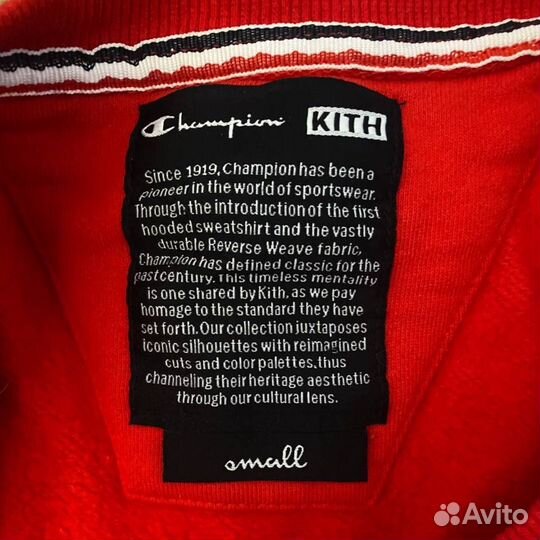 Champion KITH
Since 1919, Champion has been a
pioneer in the world of sportswear.
Through the introduction of the first
hooded sweatshirt and the vastly
durable Reverse Weave fabric,
Champion has defined classic for the
past century. This timeless mentality
is one shared by Kith, as we pay
homage to the standard they have
set forth. Our collection juxtaposes
iconic silhouettes with reimagined
cuts and color palettes, thus
channeling their heritage aesthetic
through our cultural lens.
small
Avito